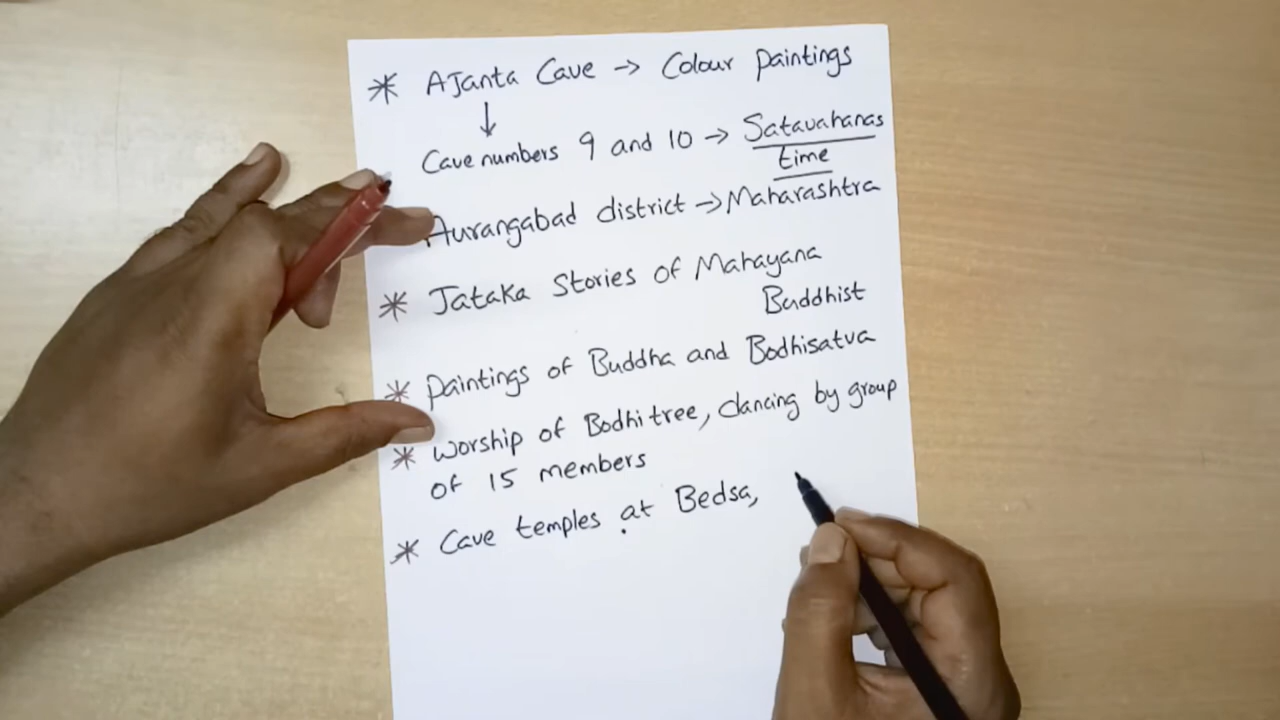 * Ajanta Cave → Colour Paintings
↓
Cave numbers 9 and 10 → Satavahanas
time
Aurangabad district → Maharashtra
* Jataka Stories of Mahayana
Buddhist
* Paintings of Buddha and Bodhisatva
* Worship of Bodhi tree, dancing by group
of 15 members
* Cave temples at Bedsa,